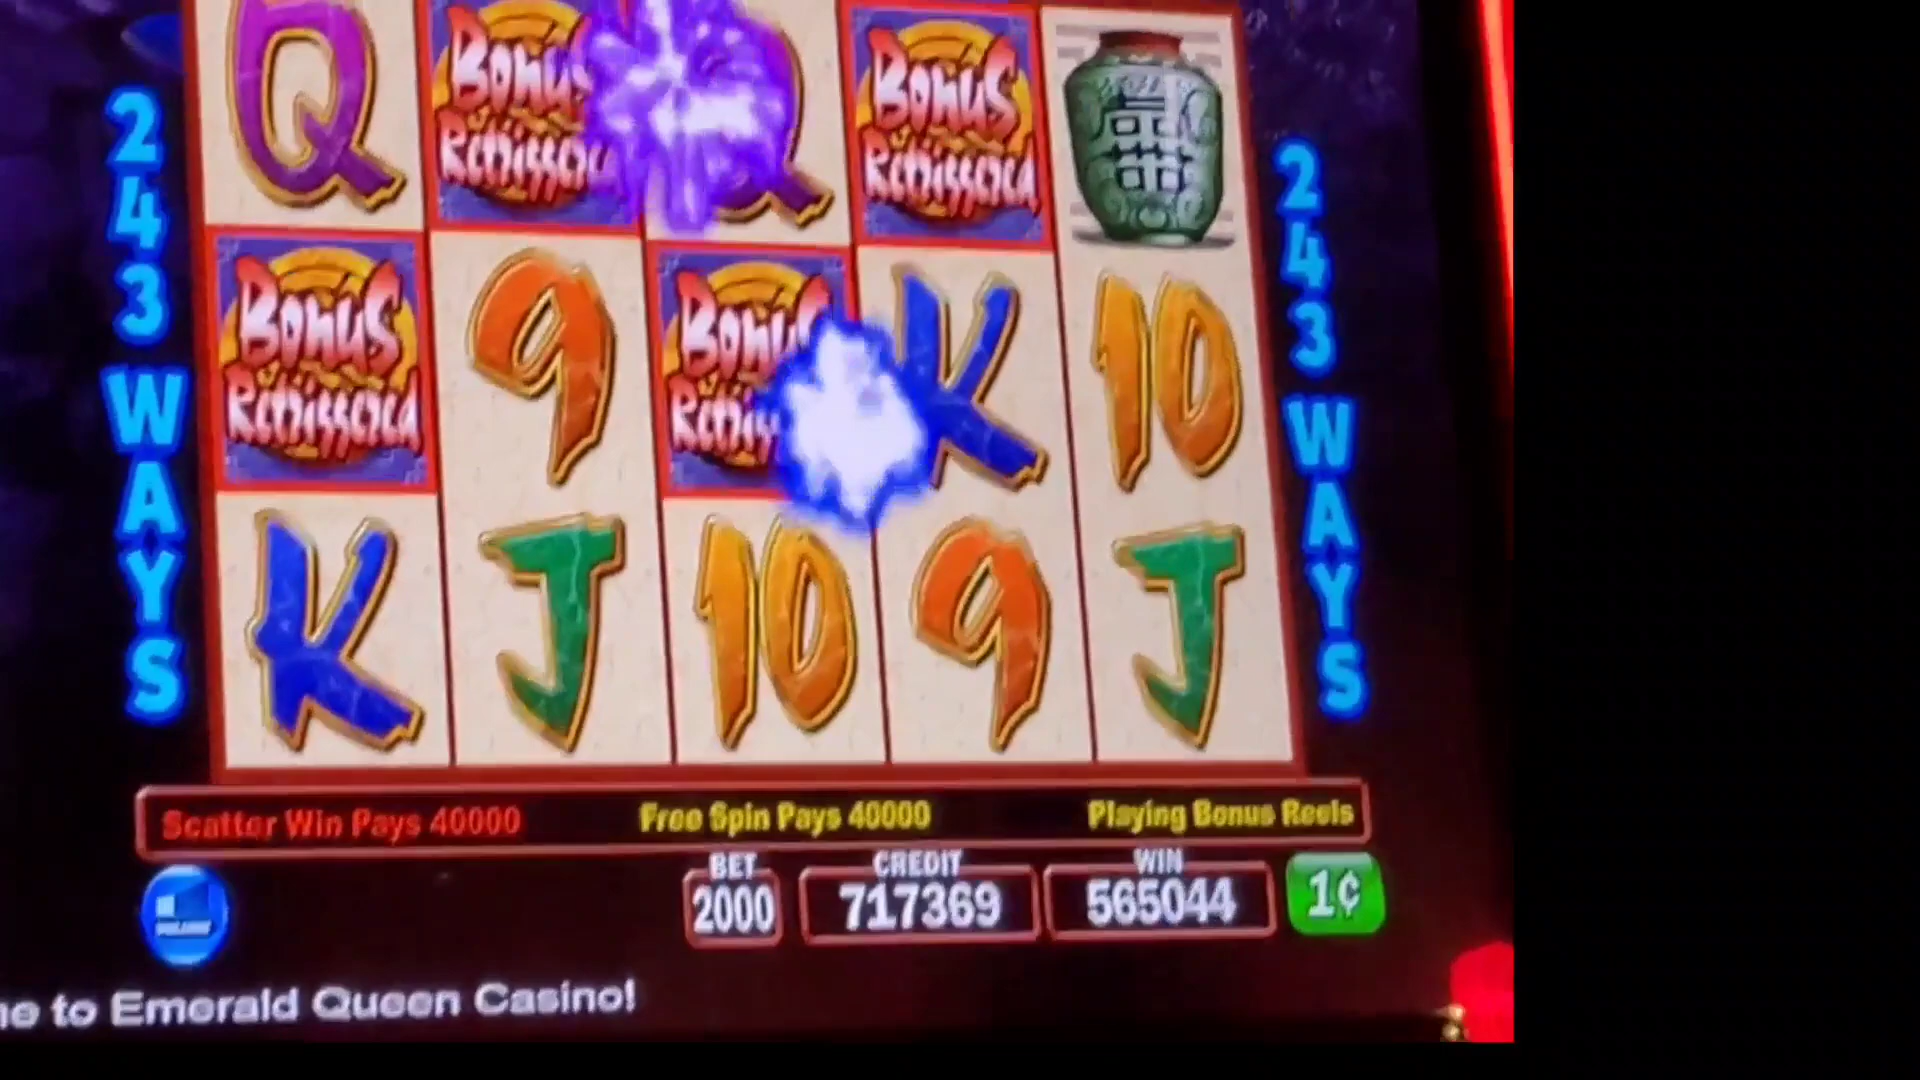 Q Bonus Q Bonus
243 WAYS
Bonus 9 K 10
243 WAYS
K J 10 9 J
Scatter Win Pays 40000 Free Spin Pays 40000 Playing Bonus Reels
BET CREDIT WIN
2000 717369 565044 1¢
to Emerald Queen Casino!